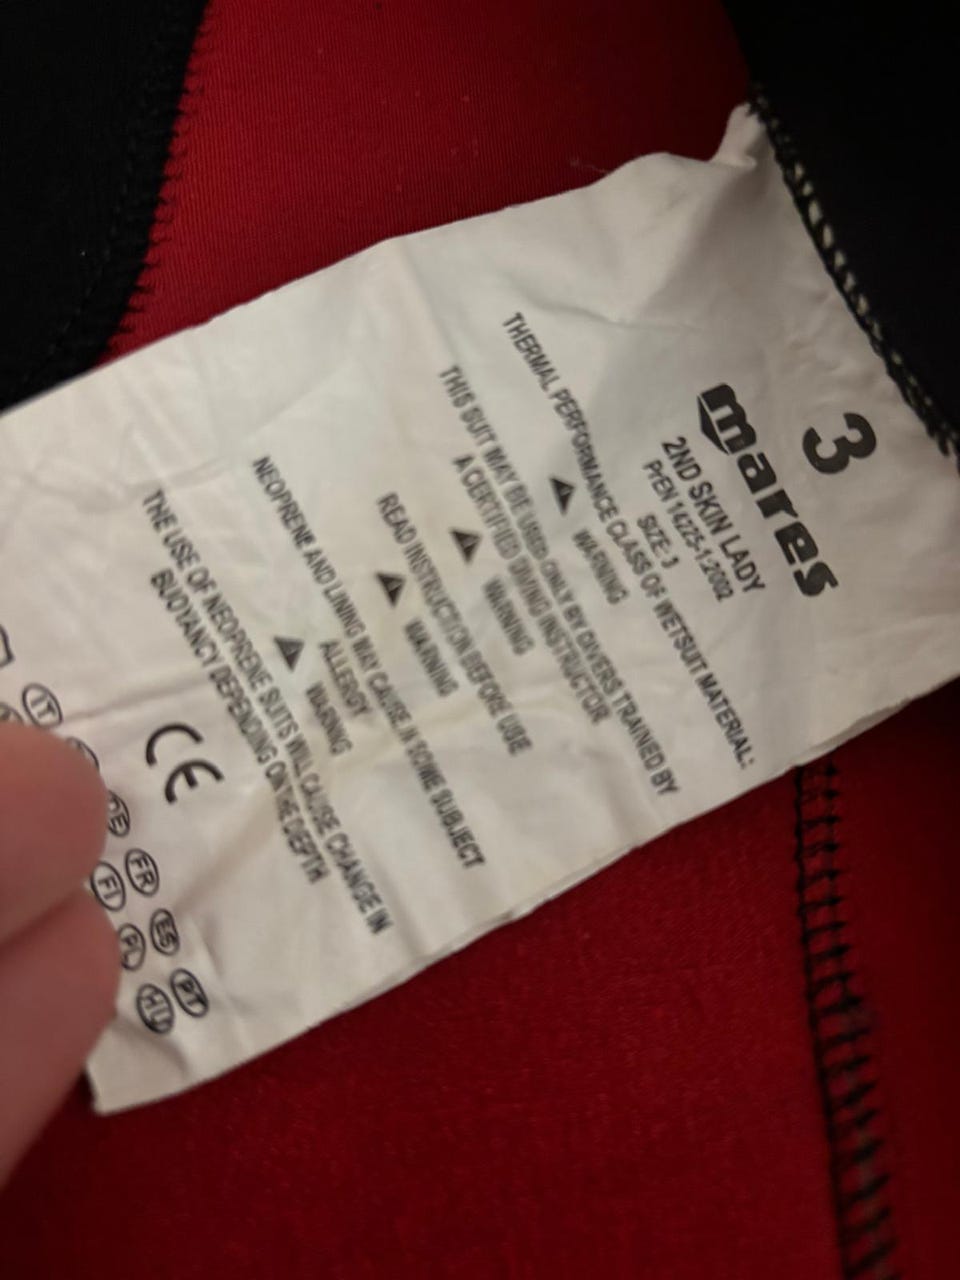 3
mares
2ND SKIN LADY
PrEN 14225-1:2002
SIZE: 3
THERMAL PERFORMANCE CLASS OF WETSUIT MATERIAL:
WARNING
THIS SUIT MAY BE USED ONLY BY DIVERS TRAINED BY
A CERTIFIED DIVING INSTRUCTOR
WARNING
READ INSTRUCTION BEFORE USE
WARNING
NEOPRENE AND LINING MAY CAUSE IN SOME SUBJECT
ALLERGY
WARNING
THE USE OF NEOPRENE SUITS WILL CAUSE CHANGE IN
BUOYANCY DEPENDING ON THE DEPTH
CE
IT DE FR ES PT
FI PL HU